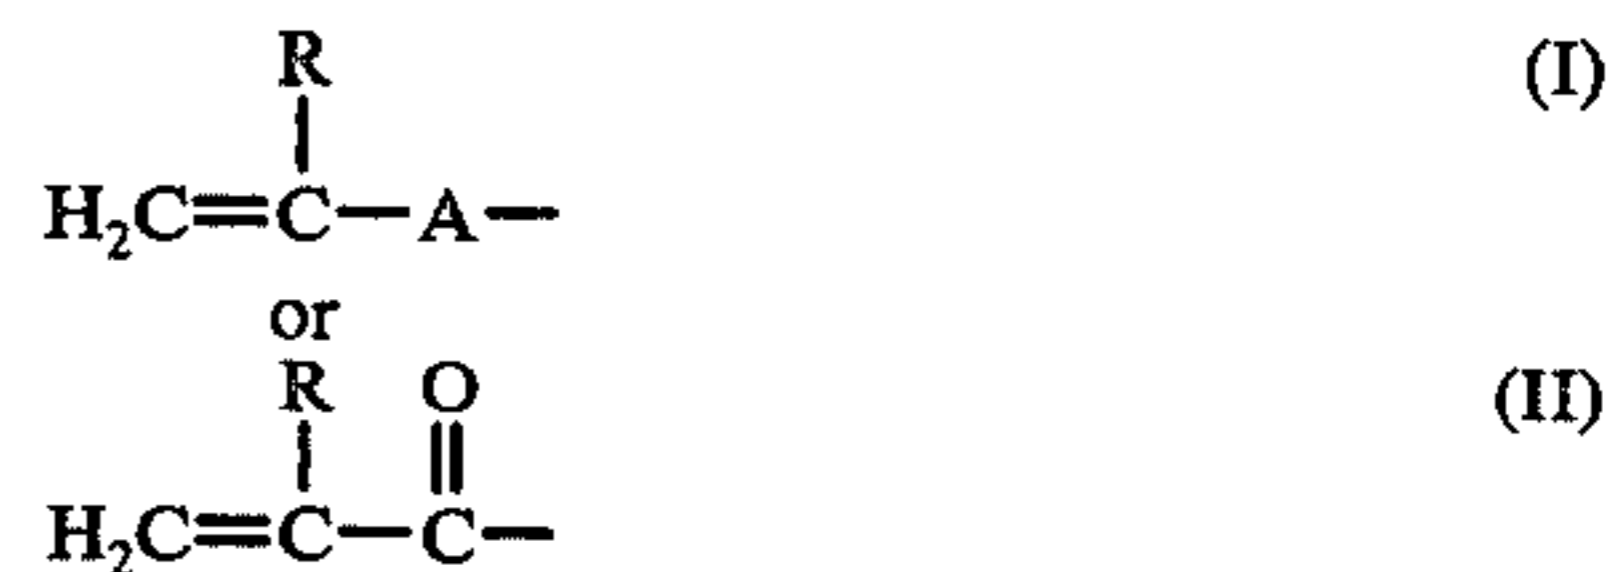 R (I)
H₂C=C—A—
or
R O (II)
H₂C=C—C—